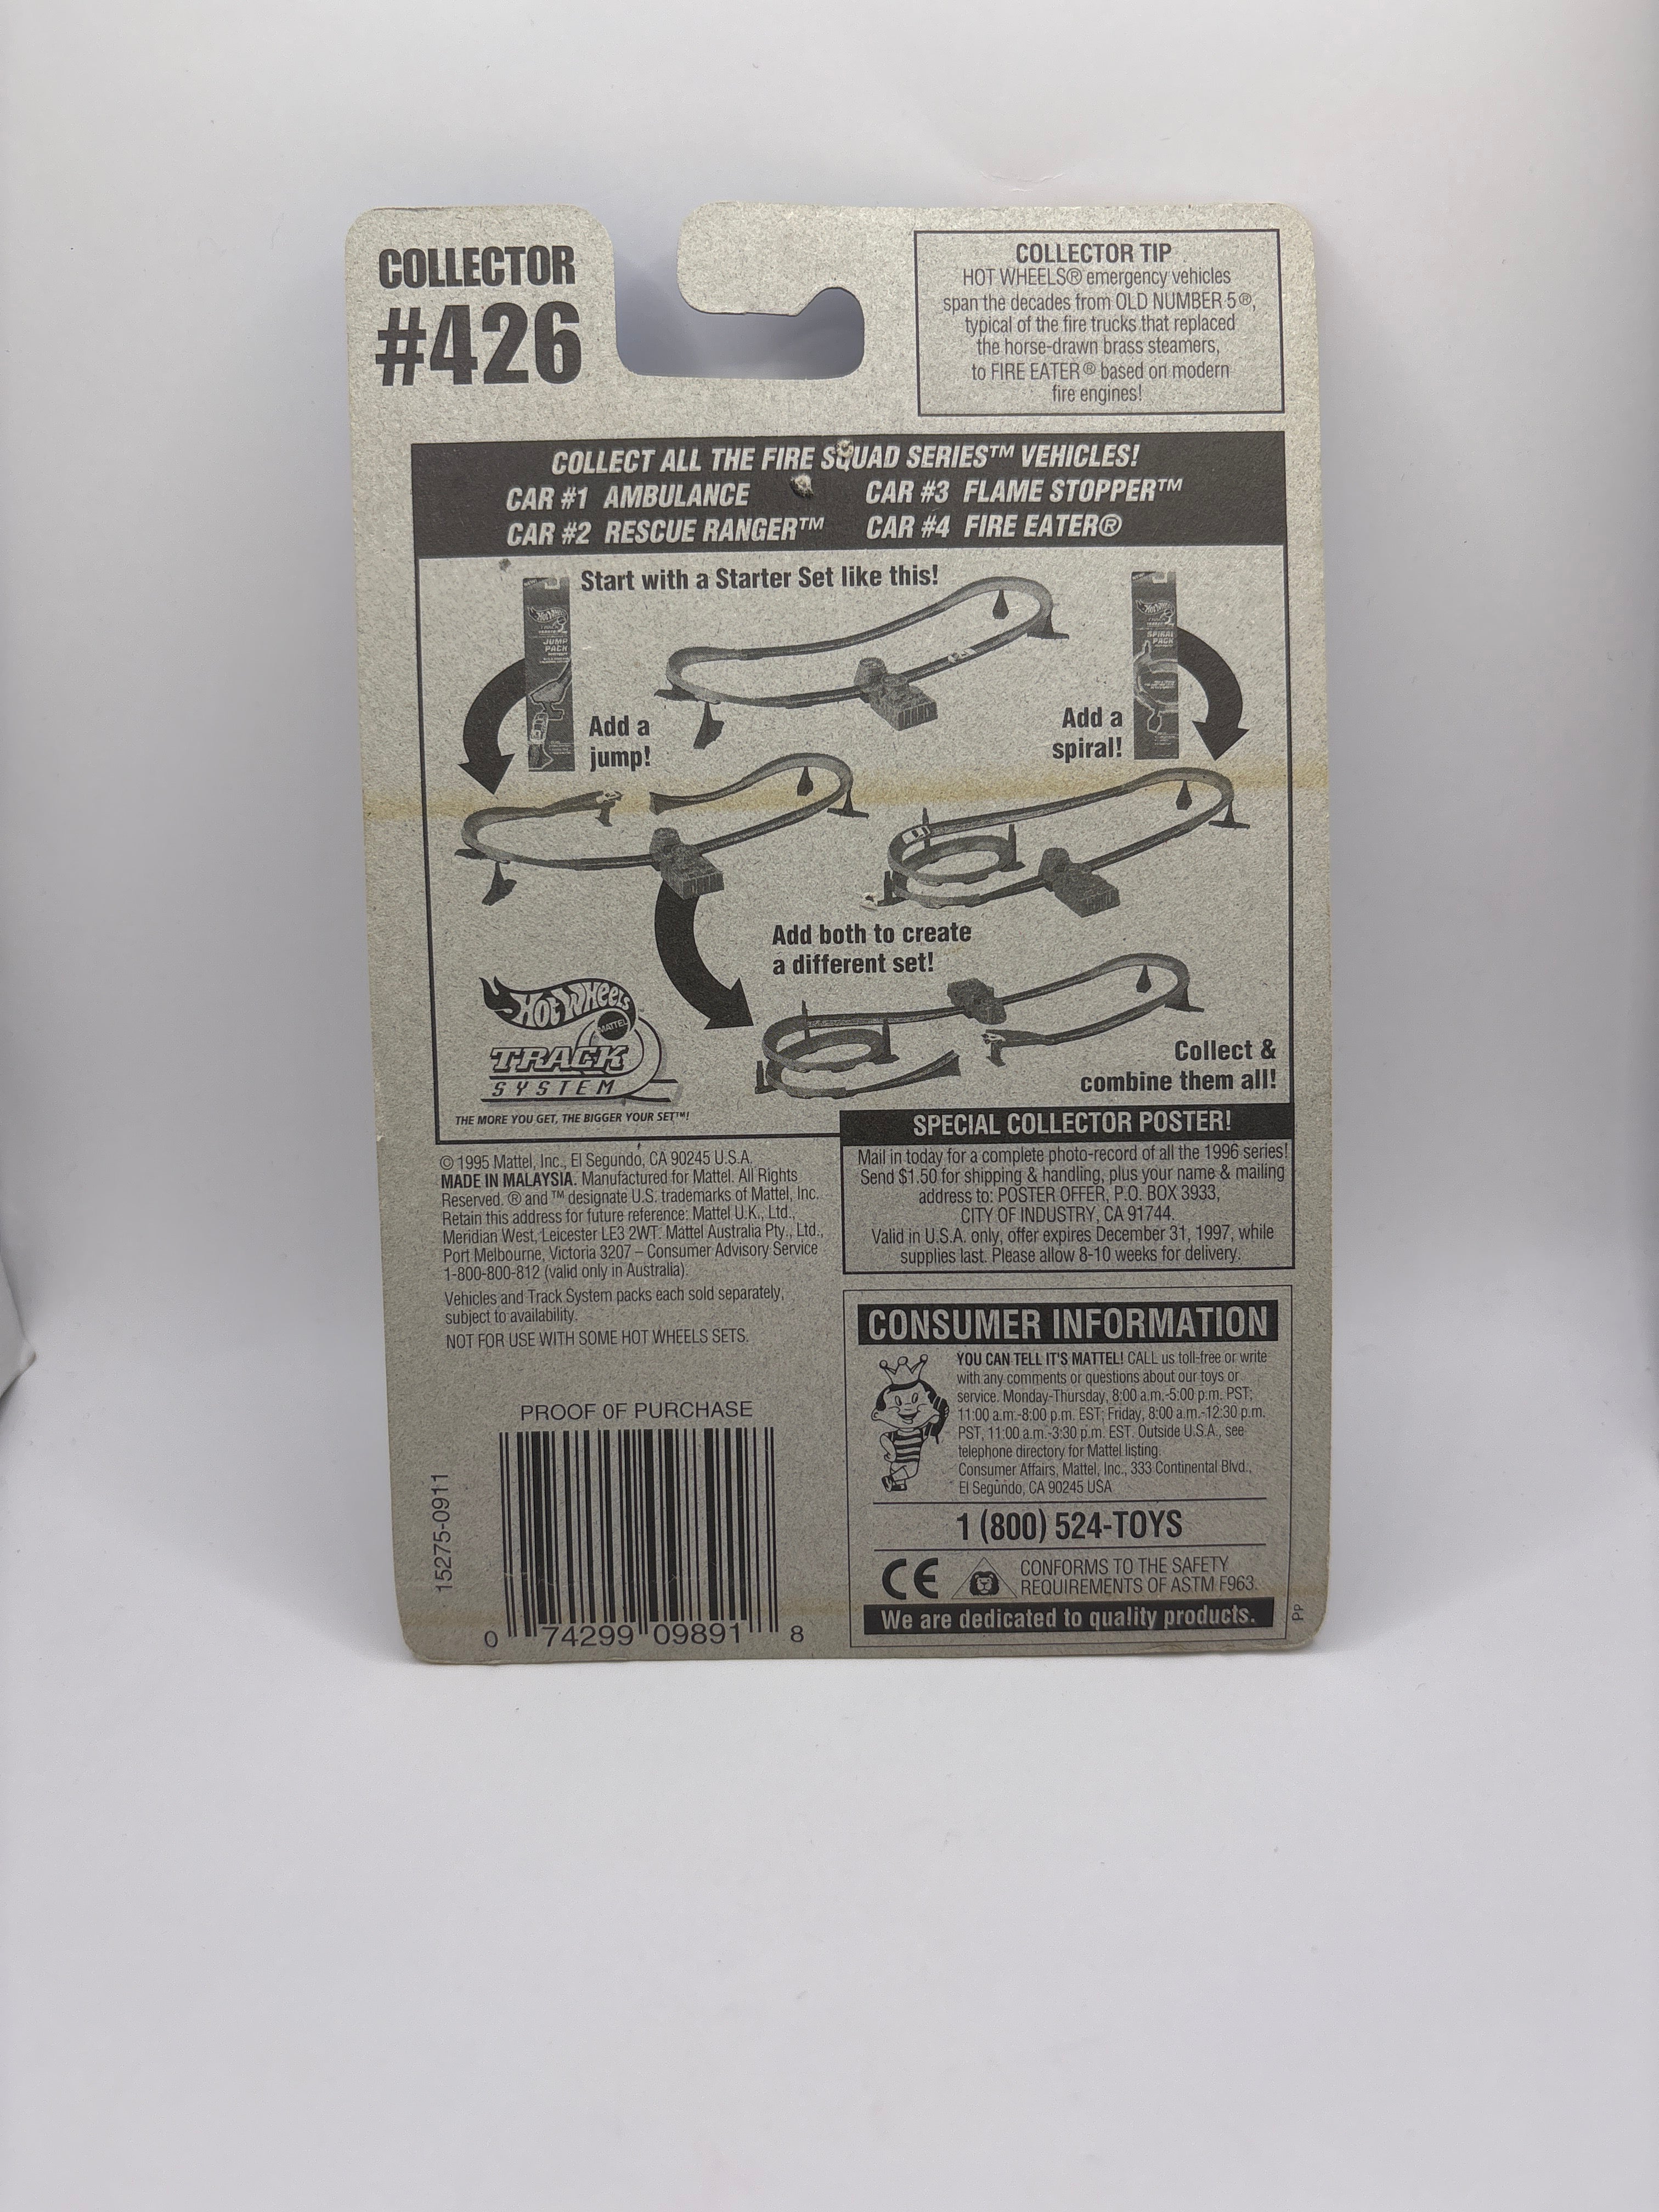 COLLECTOR
#426
COLLECTOR TIP
HOT WHEELS® emergency vehicles
span the decades from OLD NUMBER 5®,
typical of the fire trucks that replaced
the horse-drawn brass steamers,
to FIRE EATER® based on modern
fire engines!
COLLECT ALL THE FIRE SQUAD SERIES™ VEHICLES!
CAR #1 AMBULANCE
CAR #3 FLAME STOPPER™
CAR #2 RESCUE RANGER™
CAR #4 FIRE EATER®
Start with a Starter Set like this!
Hot Wheels
JUMP
PACK
Hot Wheels
SPIRAL
PACK
Add a
jump!
Add a
spiral!
Add both to create
a different set!
Hot Wheels
MATTEL
TRACK
SYSTEM
THE MORE YOU GET, THE BIGGER YOUR SET™!
Collect &
combine them all!
SPECIAL COLLECTOR POSTER!
Mail in today for a complete photo-record of all the 1996 series!
Send $1.50 for shipping & handling, plus your name & mailing
address to: POSTER OFFER, P.O. BOX 3933,
CITY OF INDUSTRY, CA 91744.
Valid in U.S.A. only, offer expires December 31, 1997, while
supplies last. Please allow 8-10 weeks for delivery.
© 1995 Mattel, Inc., El Segundo, CA 90245 U.S.A.
MADE IN MALAYSIA. Manufactured for Mattel. All Rights
Reserved. ® and ™ designate U.S. trademarks of Mattel, Inc.
Retain this address for future reference: Mattel U.K., Ltd.,
Meridian West, Leicester LE3 2WT. Mattel Australia Pty., Ltd.,
Port Melbourne, Victoria 3207 – Consumer Advisory Service
1-800-800-812 (valid only in Australia).
Vehicles and Track System packs each sold separately,
subject to availability.
NOT FOR USE WITH SOME HOT WHEELS SETS.
CONSUMER INFORMATION
YOU CAN TELL IT'S MATTEL! CALL us toll-free or write
with any comments or questions about our toys or
service. Monday-Thursday, 8:00 a.m.-5:00 p.m. PST;
11:00 a.m.-8:00 p.m. EST; Friday, 8:00 a.m.-12:30 p.m.
PST, 11:00 a.m.-3:30 p.m. EST. Outside U.S.A., see
telephone directory for Mattel listing.
Consumer Affairs, Mattel, Inc., 333 Continental Blvd.,
El Segundo, CA 90245 USA
1 (800) 524-TOYS
CE
CONFORMS TO THE SAFETY
REQUIREMENTS OF ASTM F963.
We are dedicated to quality products.
PP
PROOF OF PURCHASE
15275-0911
0 74299 09891 8